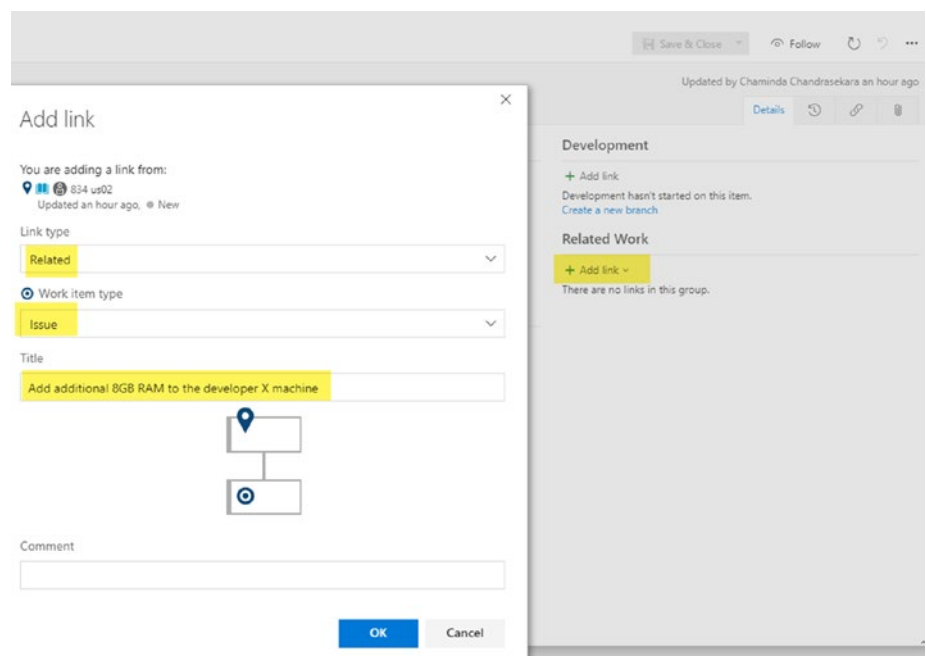 Save & Close
Follow
Updated by Chaminda Chandrasekara an hour ago
Details
Add link
You are adding a link from:
834 us02
Updated an hour ago, New
Link type
Related
Work item type
Issue
Title
Add additional 8GB RAM to the developer X machine
Comment
OK Cancel
Development
+ Add link
Development hasn't started on this item.
Create a new branch
Related Work
+ Add link
There are no links in this group.